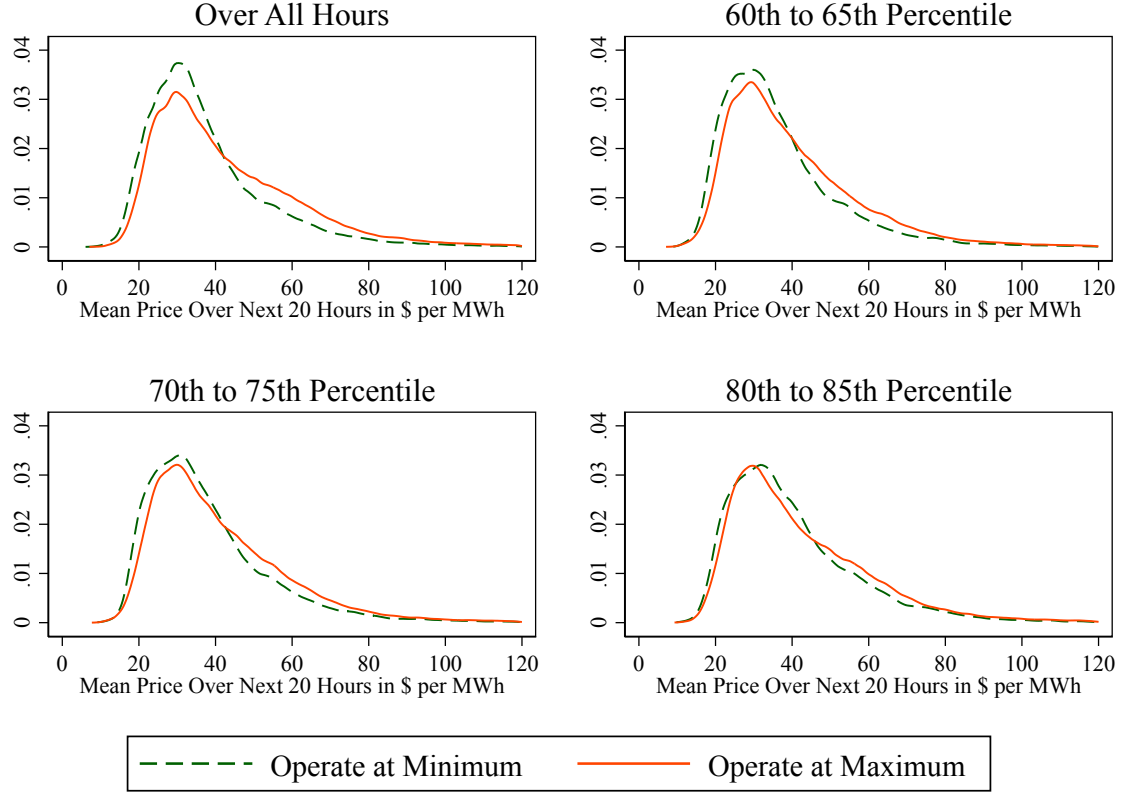 Over All Hours
.04
.03
.02
.01
0
0 20 40 60 80 100 120
Mean Price Over Next 20 Hours in $ per MWh
60th to 65th Percentile
.04
.03
.02
.01
0
0 20 40 60 80 100 120
Mean Price Over Next 20 Hours in $ per MWh
70th to 75th Percentile
.04
.03
.02
.01
0
0 20 40 60 80 100 120
Mean Price Over Next 20 Hours in $ per MWh
80th to 85th Percentile
.04
.03
.02
.01
0
0 20 40 60 80 100 120
Mean Price Over Next 20 Hours in $ per MWh
Operate at Minimum Operate at Maximum